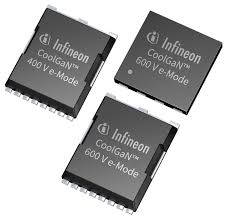 Infineon
CoolGaN™
400 V e-Mode
Infineon
CoolGaN™
600 V e-Mode
Infineon
CoolGaN™
600 V e-Mode